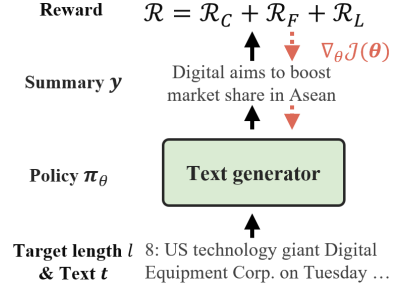 Reward
ℛ = ℛ_C + ℛ_F + ℛ_L
∇_θ𝒥(θ)
Summary y
Digital aims to boost
market share in Asean
Policy π_θ
Text generator
Target length l
& Text t
8: US technology giant Digital
Equipment Corp. on Tuesday …